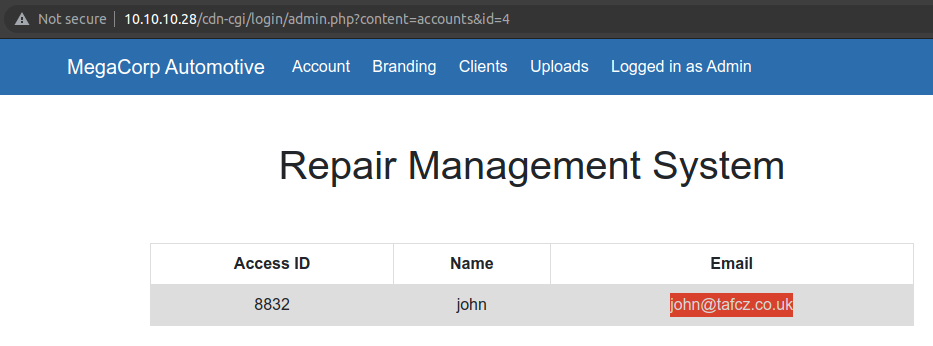 Not secure 10.10.10.28/cdn-cgi/login/admin.php?content=accounts&id=4
MegaCorp Automotive Account Branding Clients Uploads Logged in as Admin
Repair Management System
Access ID Name Email
8832 john john@tafcz.co.uk